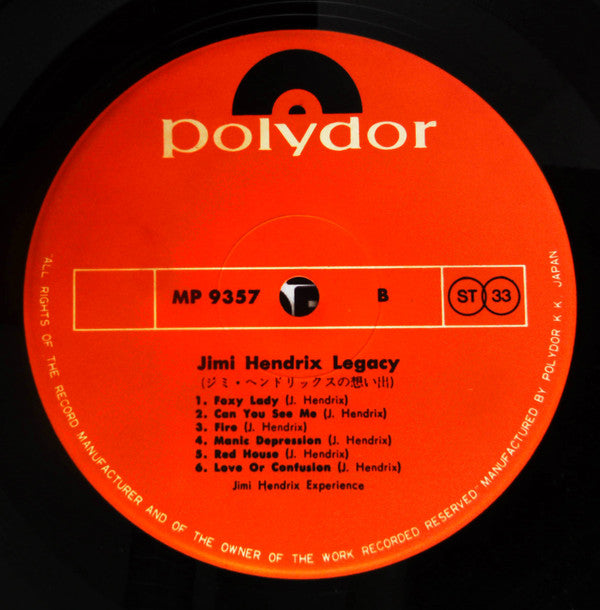 polydor
MP 9357 B ST 33
Jimi Hendrix Legacy
(ジミ・ヘンドリックスの想い出)
1. Foxy Lady (J. Hendrix)
2. Can You See Me (J. Hendrix)
3. Fire (J. Hendrix)
4. Manic Depression (J. Hendrix)
5. Red House (J. Hendrix)
6. Love Or Confusion (J. Hendrix)
Jimi Hendrix Experience
"ALL RIGHTS OF THE RECORD MANUFACTURER AND OF THE OWNER OF THE WORK RECORDED RESERVED" MANUFACTURED BY POLYDOR K.K. JAPAN